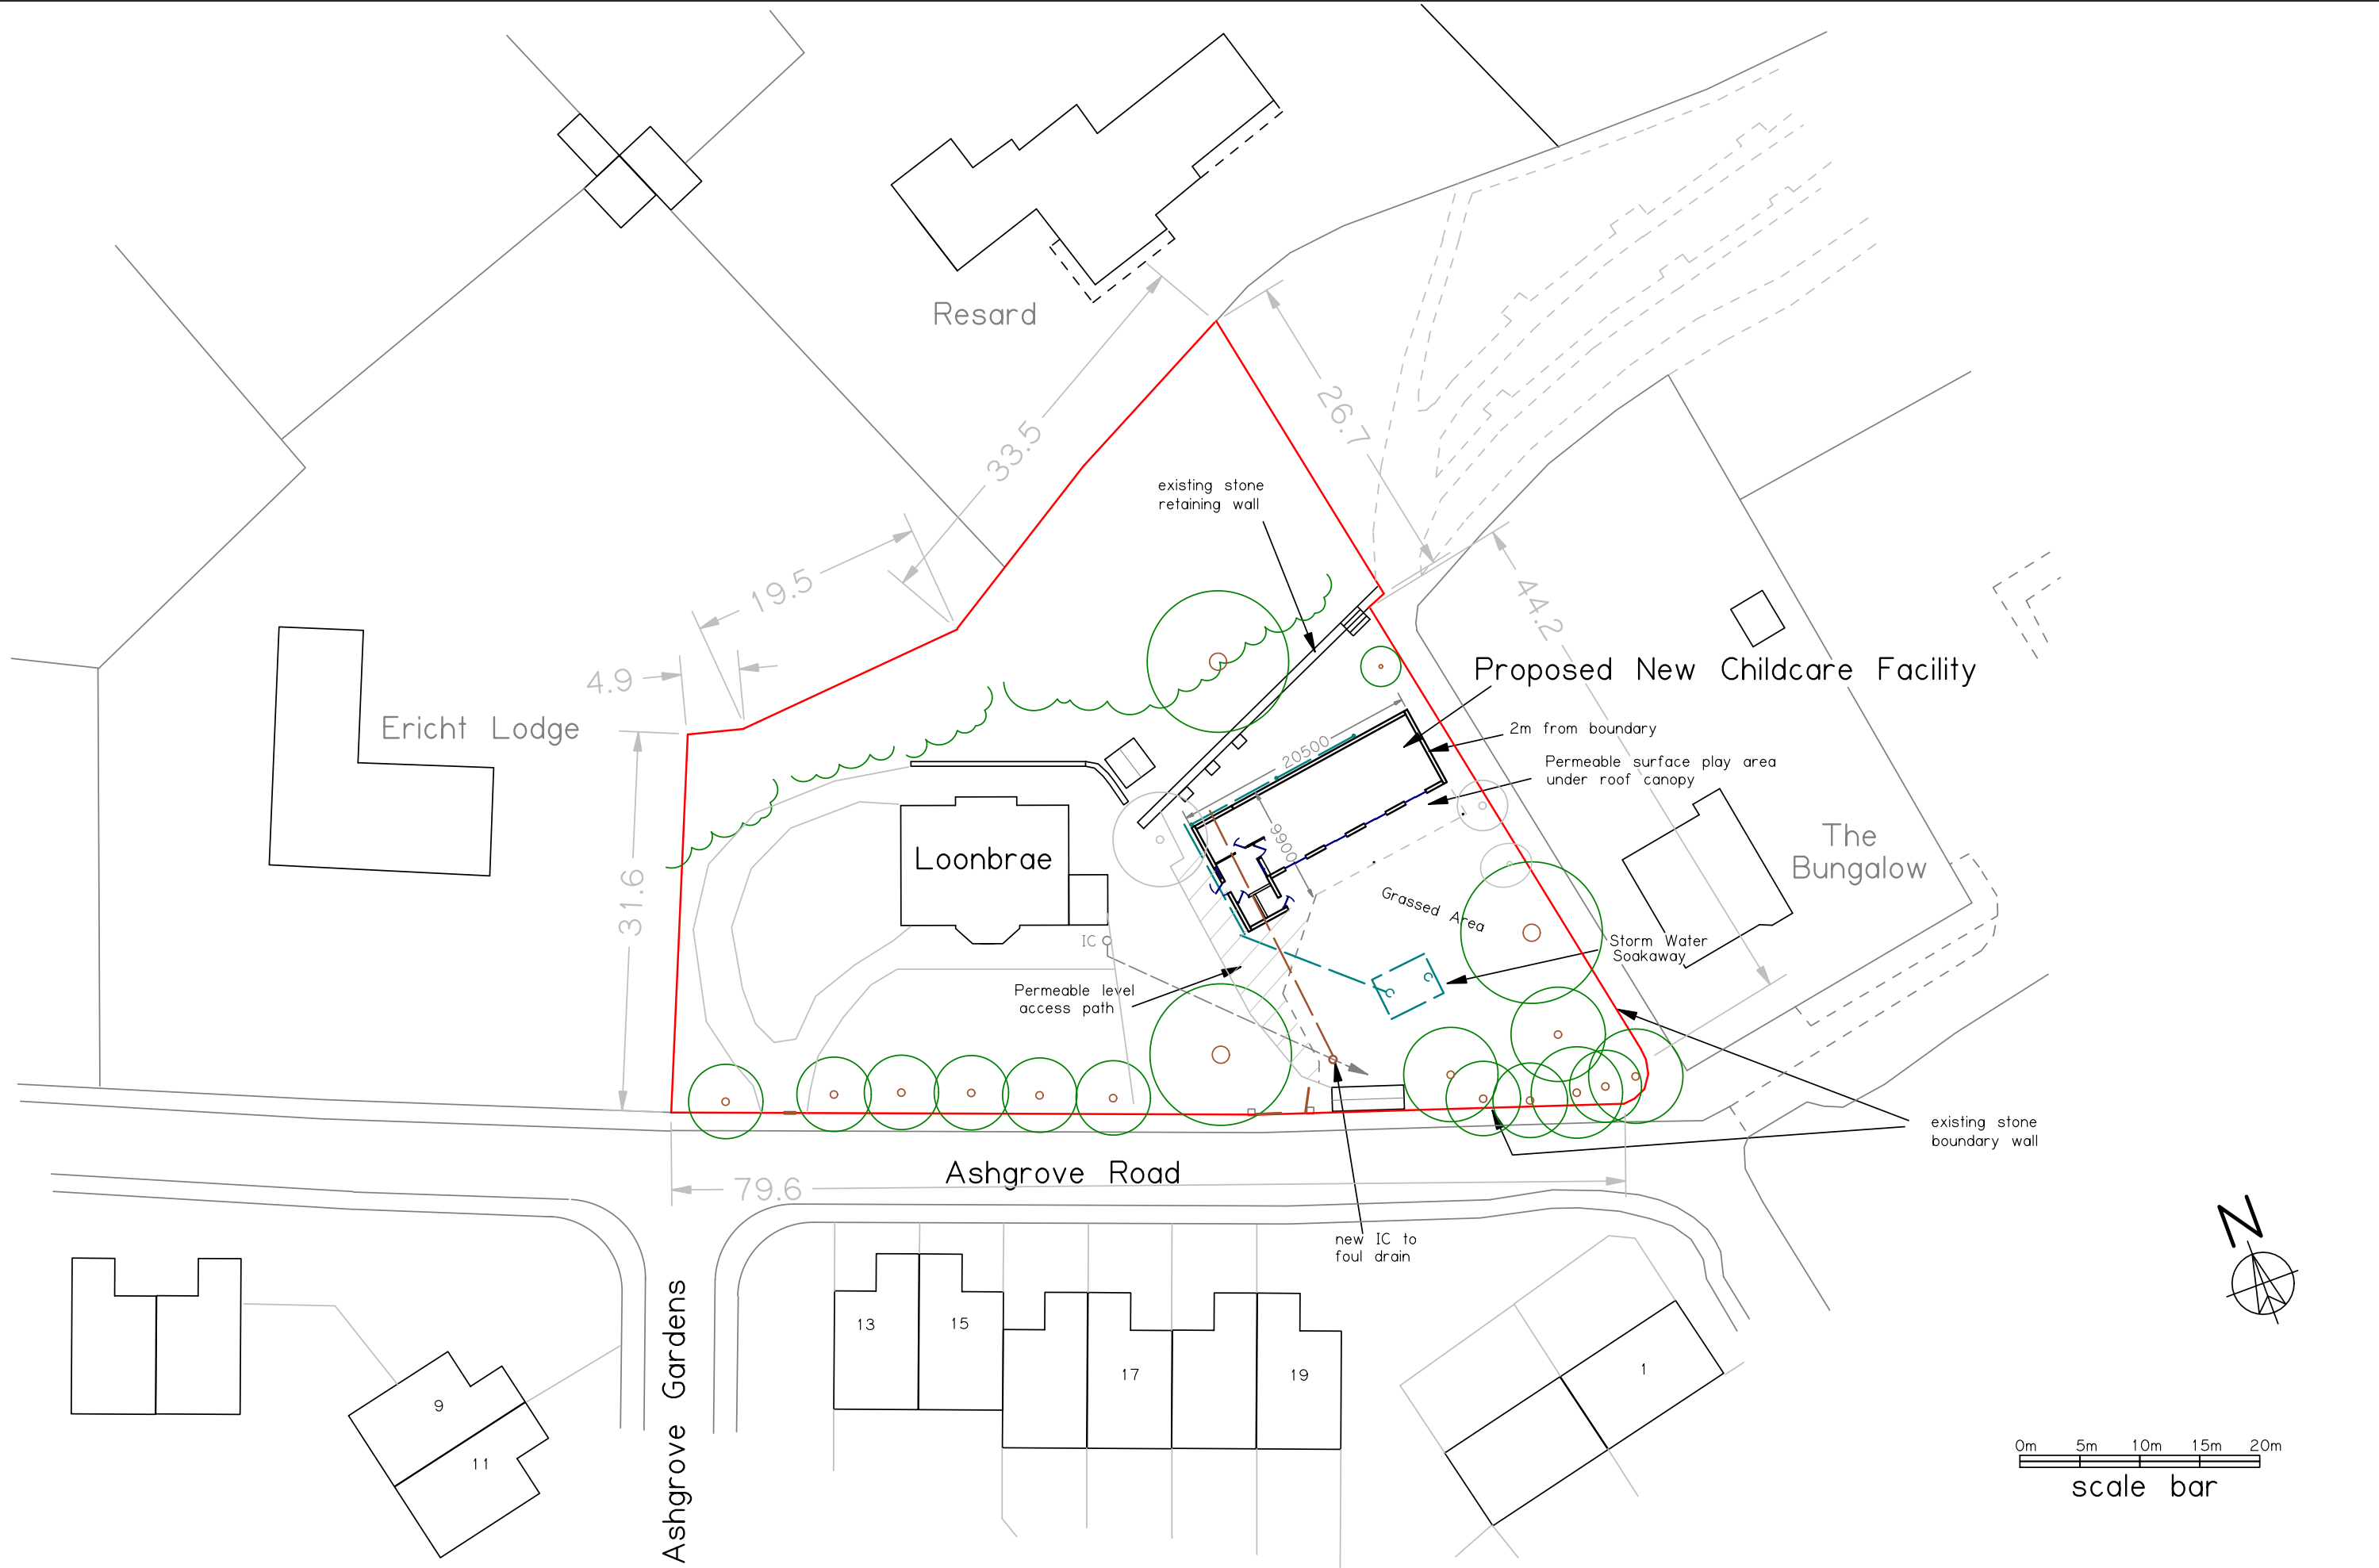 Resard
33.5
26.7
existing stone
retaining wall
19.5
44.2
4.9
Proposed New Childcare Facility
Ericht Lodge
2m from boundary
20500
Permeable surface play area
under roof canopy
9900
The
Bungalow
Loonbrae
31.6
Grassed Area
IC
Storm Water
Soakaway
Permeable level
access path
existing stone
boundary wall
Ashgrove Road
79.6
N
new IC to
foul drain
Ashgrove Gardens
13
15
17
19
1
9
11
0m 5m 10m 15m 20m
scale bar